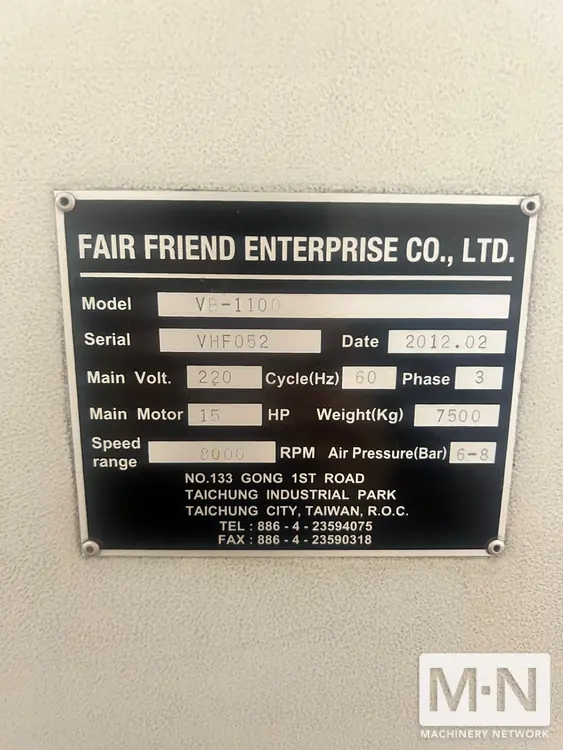 FAIR FRIEND ENTERPRISE CO., LTD.
Model VB-1100
Serial VHF052 Date 2012.02
Main Volt. 220 Cycle(Hz) 60 Phase 3
Main Motor 15 HP Weight(Kg) 7500
Speed range 8000 RPM Air Pressure(Bar) 6-8
NO.133 GONG 1ST ROAD
TAICHUNG INDUSTRIAL PARK
TAICHUNG CITY, TAIWAN, R.O.C.
TEL : 886 - 4 - 23594075
FAX : 886 - 4 - 23590318
M·N
MACHINERY NETWORK